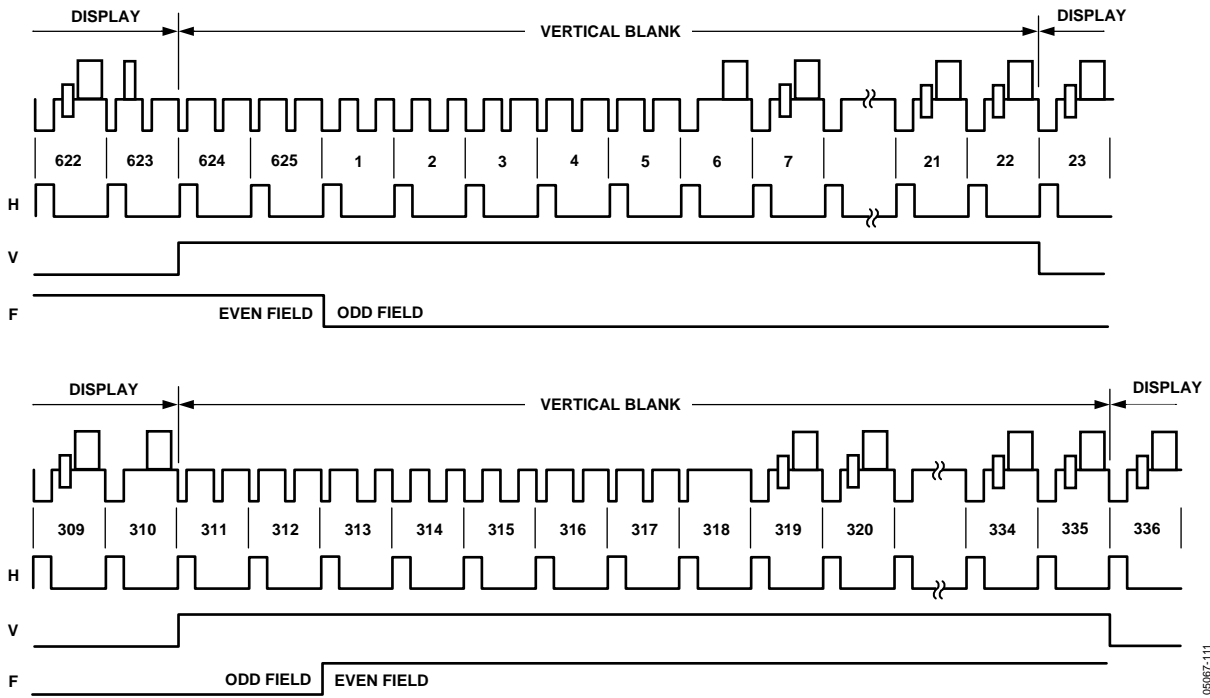 DISPLAY VERTICAL BLANK DISPLAY
622 623 624 625 1 2 3 4 5 6 7 21 22 23
H
V
F EVEN FIELD ODD FIELD
DISPLAY VERTICAL BLANK DISPLAY
309 310 311 312 313 314 315 316 317 318 319 320 334 335 336
H
V
F ODD FIELD EVEN FIELD
05067-111